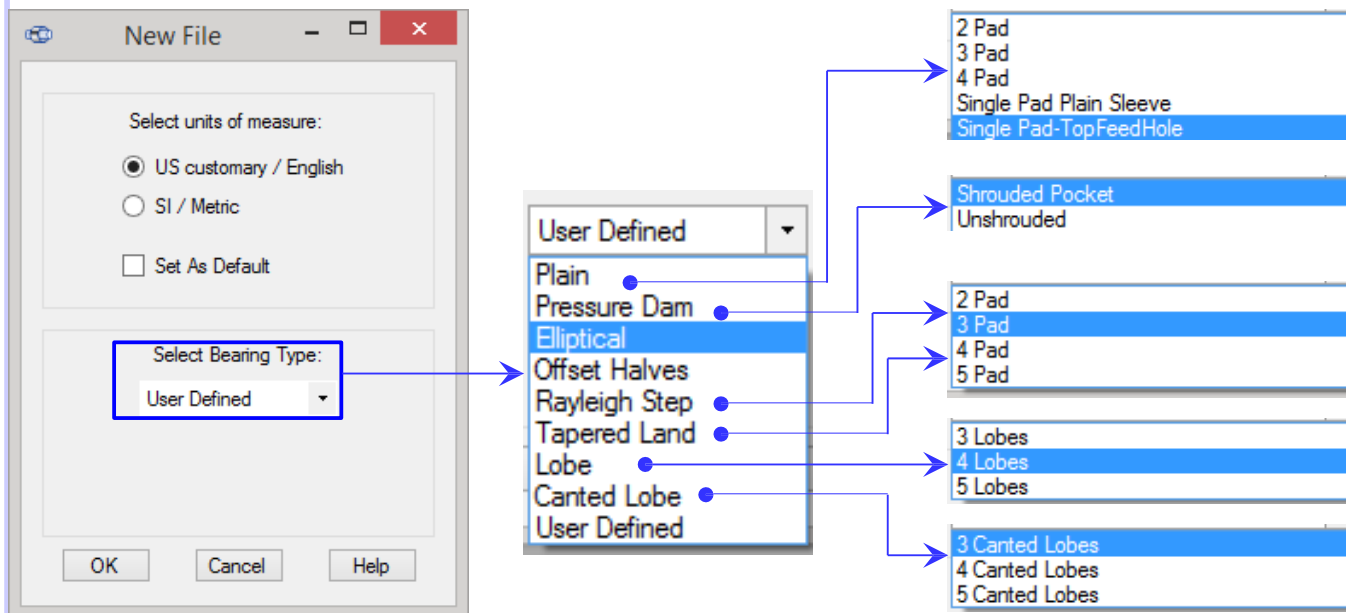 New File
Select units of measure:
US customary / English
SI / Metric
Set As Default
Select Bearing Type:
User Defined
OK
Cancel
Help
User Defined
Plain
Pressure Dam
Elliptical
Offset Halves
Rayleigh Step
Tapered Land
Lobe
Canted Lobe
User Defined
2 Pad
3 Pad
4 Pad
Single Pad Plain Sleeve
Single Pad-TopFeedHole
Shrouded Pocket
Unshrouded
2 Pad
3 Pad
4 Pad
5 Pad
3 Lobes
4 Lobes
5 Lobes
3 Canted Lobes
4 Canted Lobes
5 Canted Lobes